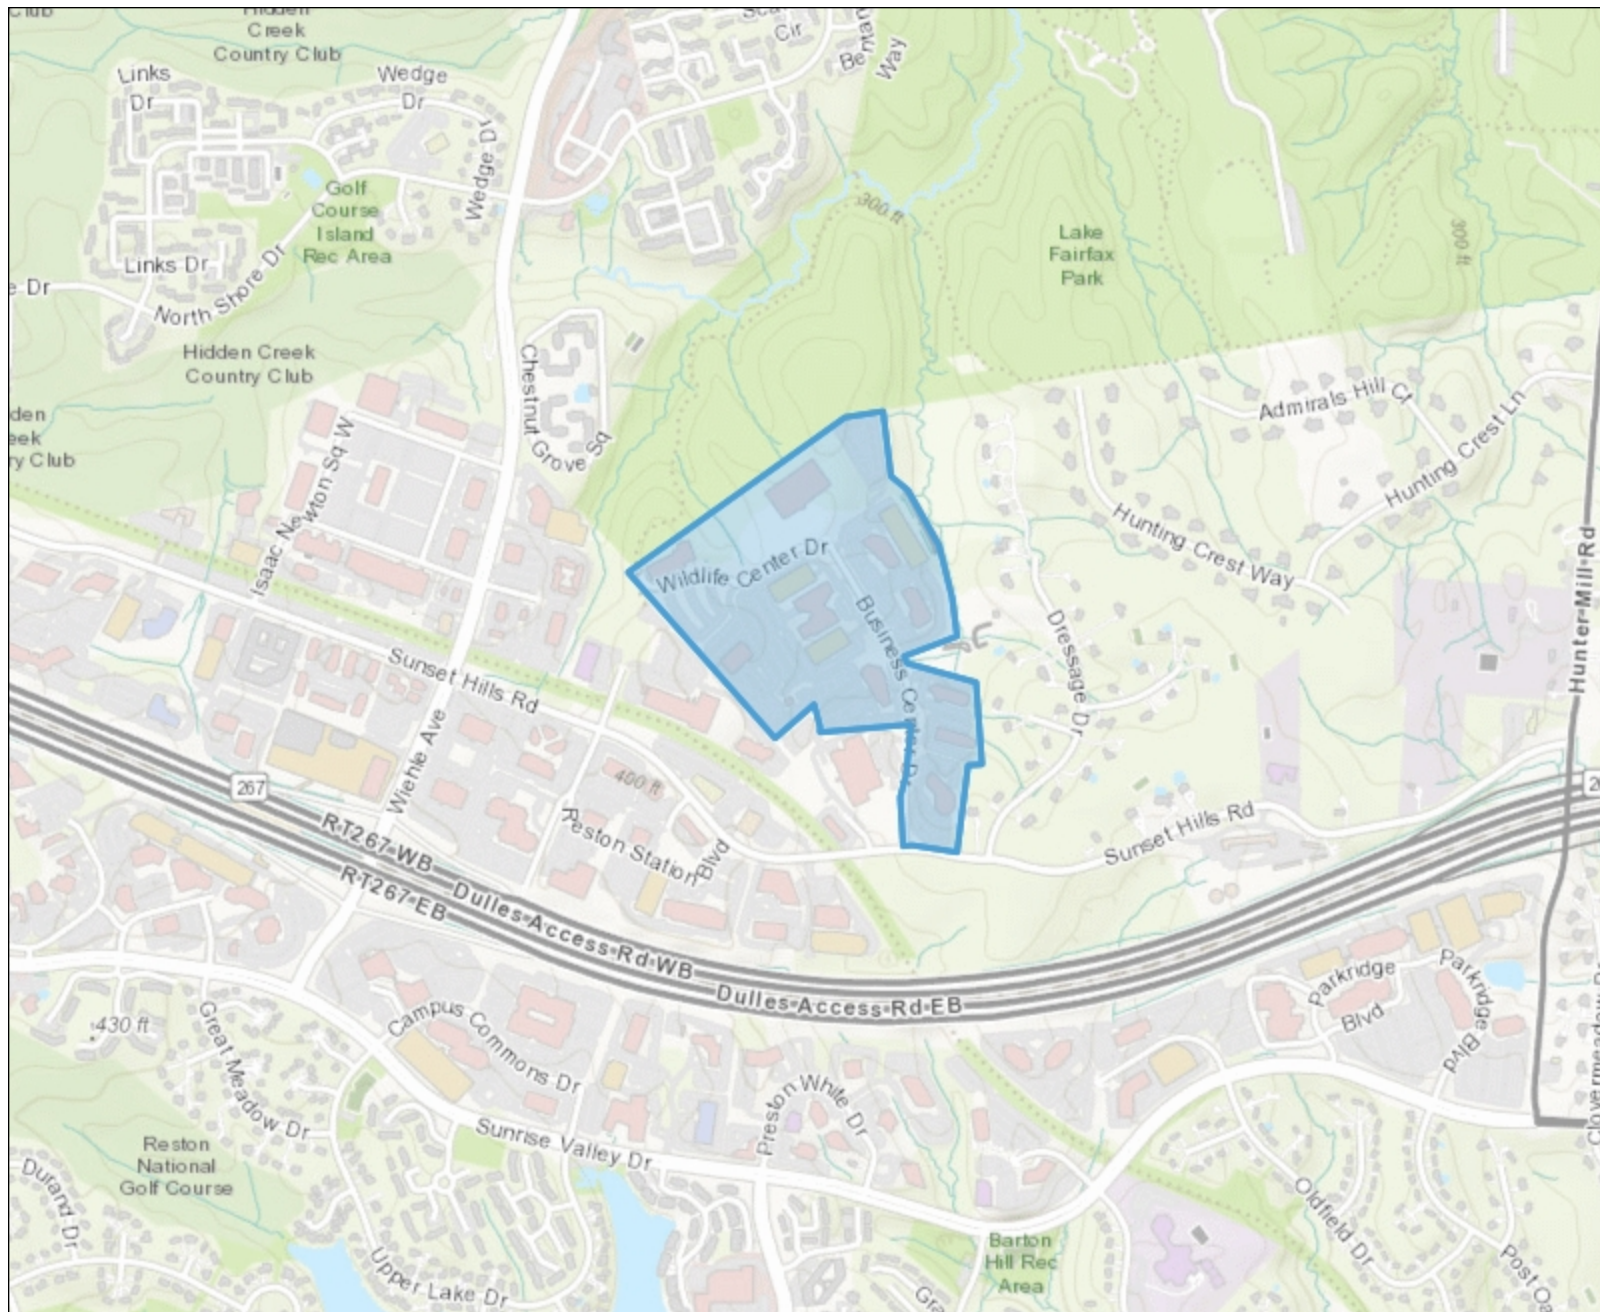 Club
Hidden
Creek
Country Club
Links
Dr
Wedge
Dr
Wedge Dr
Cir
Way
Golf
Course
Island
Rec Area
Links Dr
North Shore Dr
e Dr
Hidden Creek
Country Club
den
eek
ry Club
300 ft
Lake
Fairfax
Park
300 ft
Chestnut Grove Sq
Isaac Newton Sq W
Admirals Hill Ct
Hunting Crest Ln
Hunting Crest Way
Hunter Mill Rd
Wildlife Center Dr
Business Center Dr
Dressage Dr
Sunset Hills Rd
Wiehle Ave
267
400 ft
Reston Station
Blvd
Sunset Hills Rd
RT267 WB
Dulles Access Rd WB
RT267 EB
Dulles Access Rd EB
Parkridge
Blvd
Parkridge Blvd
430 ft
Great Meadow Dr
Campus Commons Dr
Preston White Dr
Sunrise Valley Dr
Reston
National
Golf Course
Durand Dr
Upper Lake Dr
Barton
Hill Rec
Area
Oldfield Dr
Gra